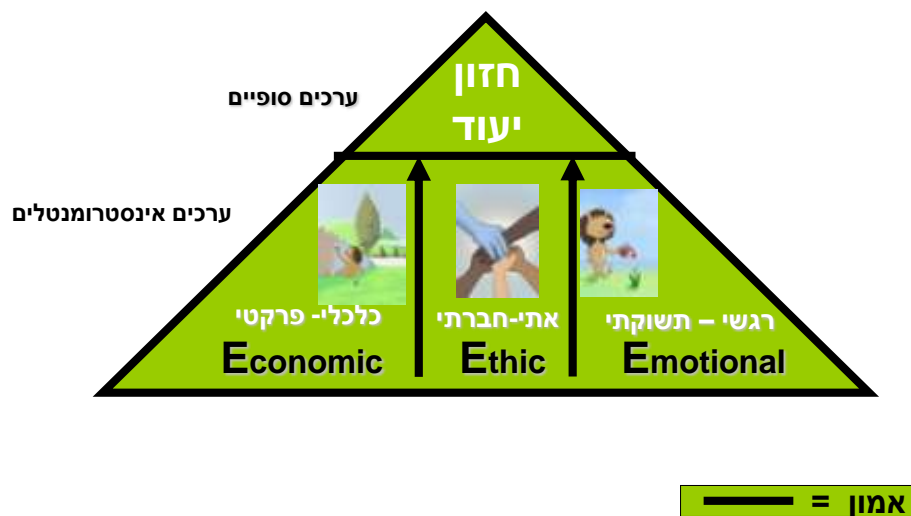 חזון
יעוד
ערכים סופיים
ערכים אינסטרומנטלים
רגשי – תשוקתי
אתי-חברתי
כלכלי- פרקטי
Economic
Ethic
Emotional
אמון =